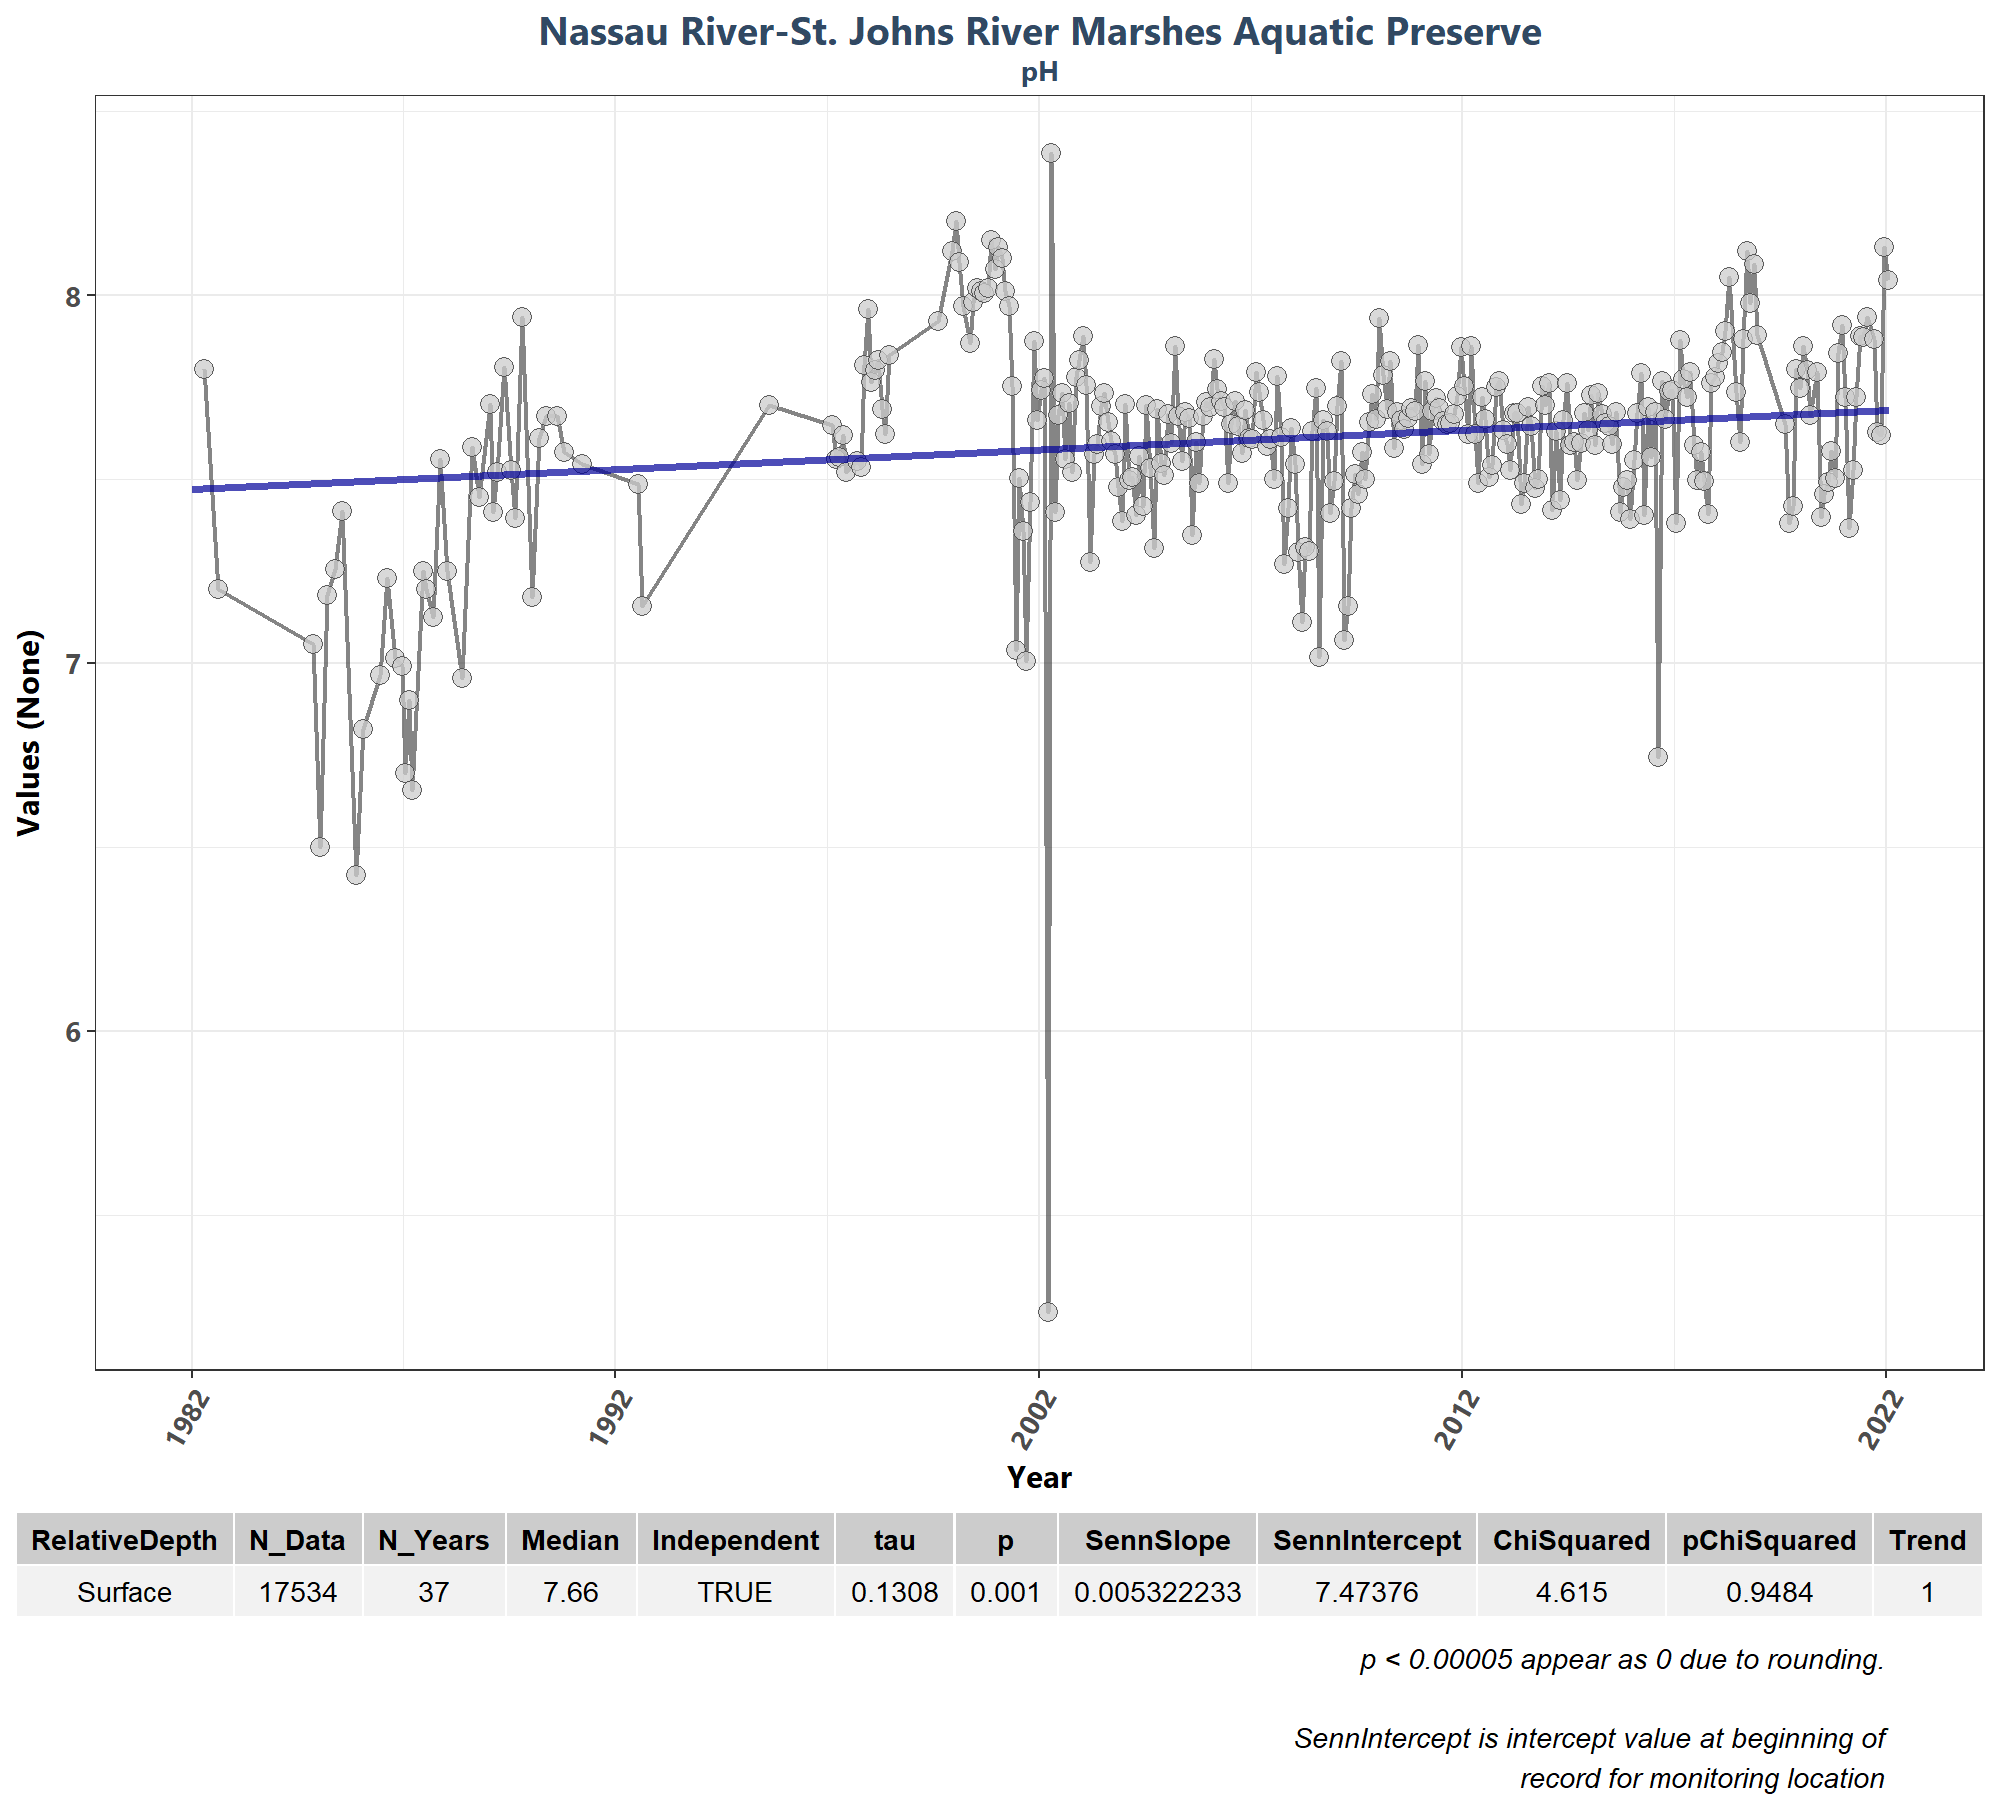 Nassau River-St. Johns River Marshes Aquatic Preserve
pH
Values (None)
8
7
6
1982 1992 2002 2012 2022
Year
RelativeDepth N_Data N_Years Median Independent tau p SennSlope SennIntercept ChiSquared pChiSquared Trend
Surface 17534 37 7.66 TRUE 0.1308 0.001 0.005322233 7.47376 4.615 0.9484 1
p < 0.00005 appear as 0 due to rounding.
SennIntercept is intercept value at beginning of
record for monitoring location